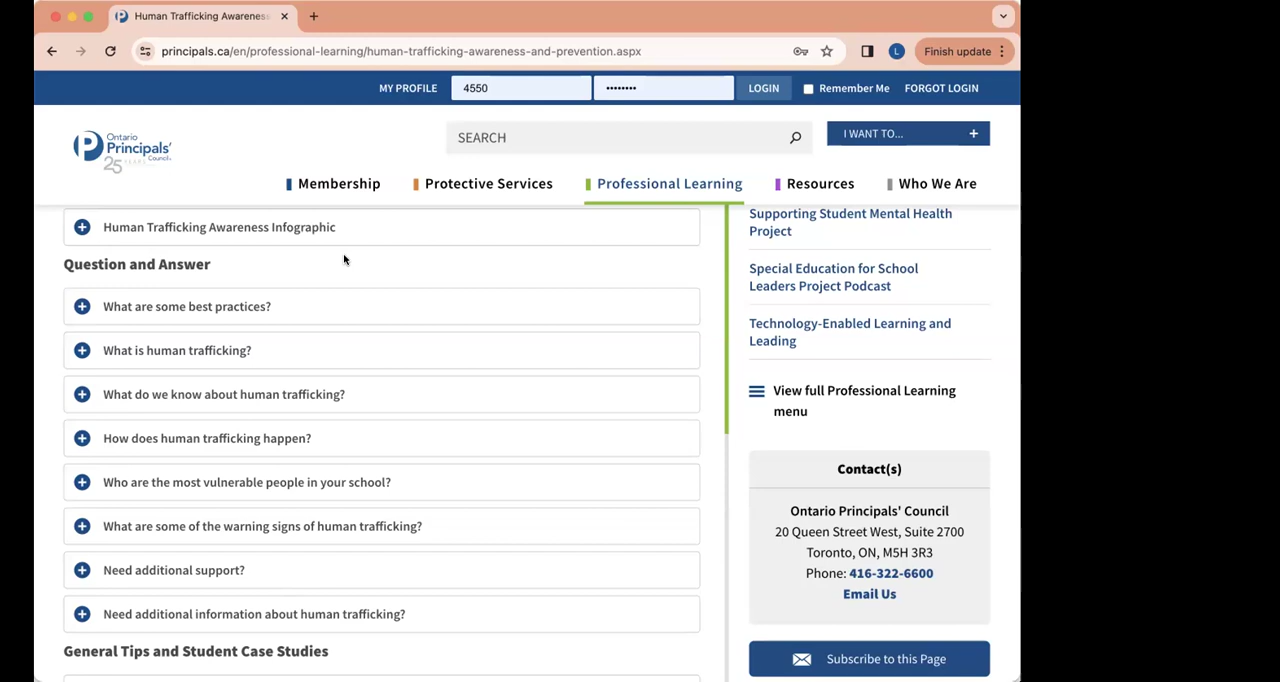 Human Trafficking Awareness
principals.ca/en/professional-learning/human-trafficking-awareness-and-prevention.aspx
L
Finish update
MY PROFILE
4550
••••••••
LOGIN
Remember Me
FORGOT LOGIN
Ontario
Principals'
Council
25 YEARS
SEARCH
I WANT TO...
+
Membership
Protective Services
Professional Learning
Resources
Who We Are
Human Trafficking Awareness Infographic
Question and Answer
What are some best practices?
What is human trafficking?
What do we know about human trafficking?
How does human trafficking happen?
Who are the most vulnerable people in your school?
What are some of the warning signs of human trafficking?
Need additional support?
Need additional information about human trafficking?
General Tips and Student Case Studies
Supporting Student Mental Health
Project
Special Education for School
Leaders Project Podcast
Technology-Enabled Learning and
Leading
View full Professional Learning
menu
Contact(s)
Ontario Principals' Council
20 Queen Street West, Suite 2700
Toronto, ON, M5H 3R3
Phone: 416-322-6600
Email Us
Subscribe to this Page